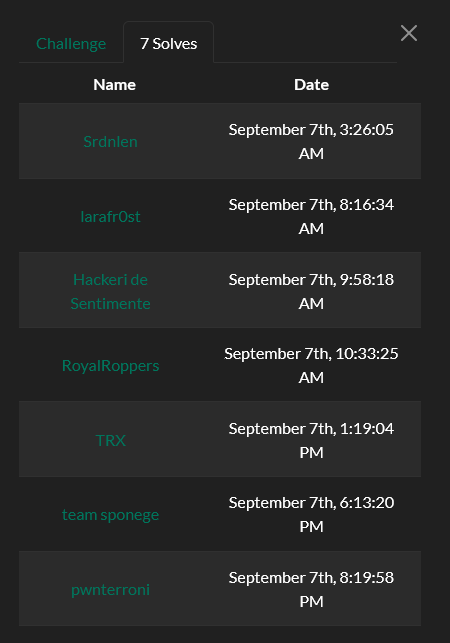 Challenge 7 Solves
Name Date
Srdnlen September 7th, 3:26:05 AM
larafr0st September 7th, 8:16:34 AM
Hackeri de Sentimente September 7th, 9:58:18 AM
RoyalRoppers September 7th, 10:33:25 AM
TRX September 7th, 1:19:04 PM
team sponege September 7th, 6:13:20 PM
pwnterroni September 7th, 8:19:58 PM